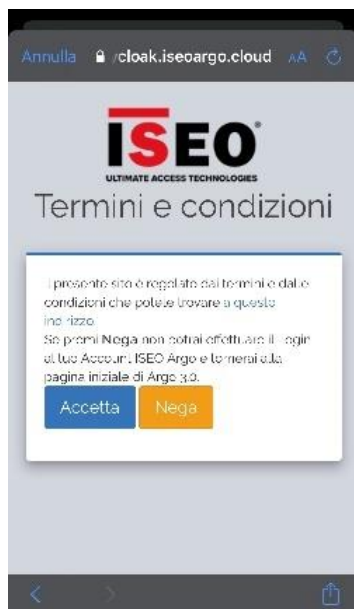 Annulla cloak.iseoargo.cloud AA
ISEO
ULTIMATE ACCESS TECHNOLOGIES
Termini e condizioni
Il presente sito è regolato dai termini e dalle
condizioni che potete trovare a questo
indirizzo
Se premi Nega non potrai effettuare il Login
al tuo Account ISEO Argo e tornerai alla
pagina iniziale di Argo 3.0.
Accetta Nega